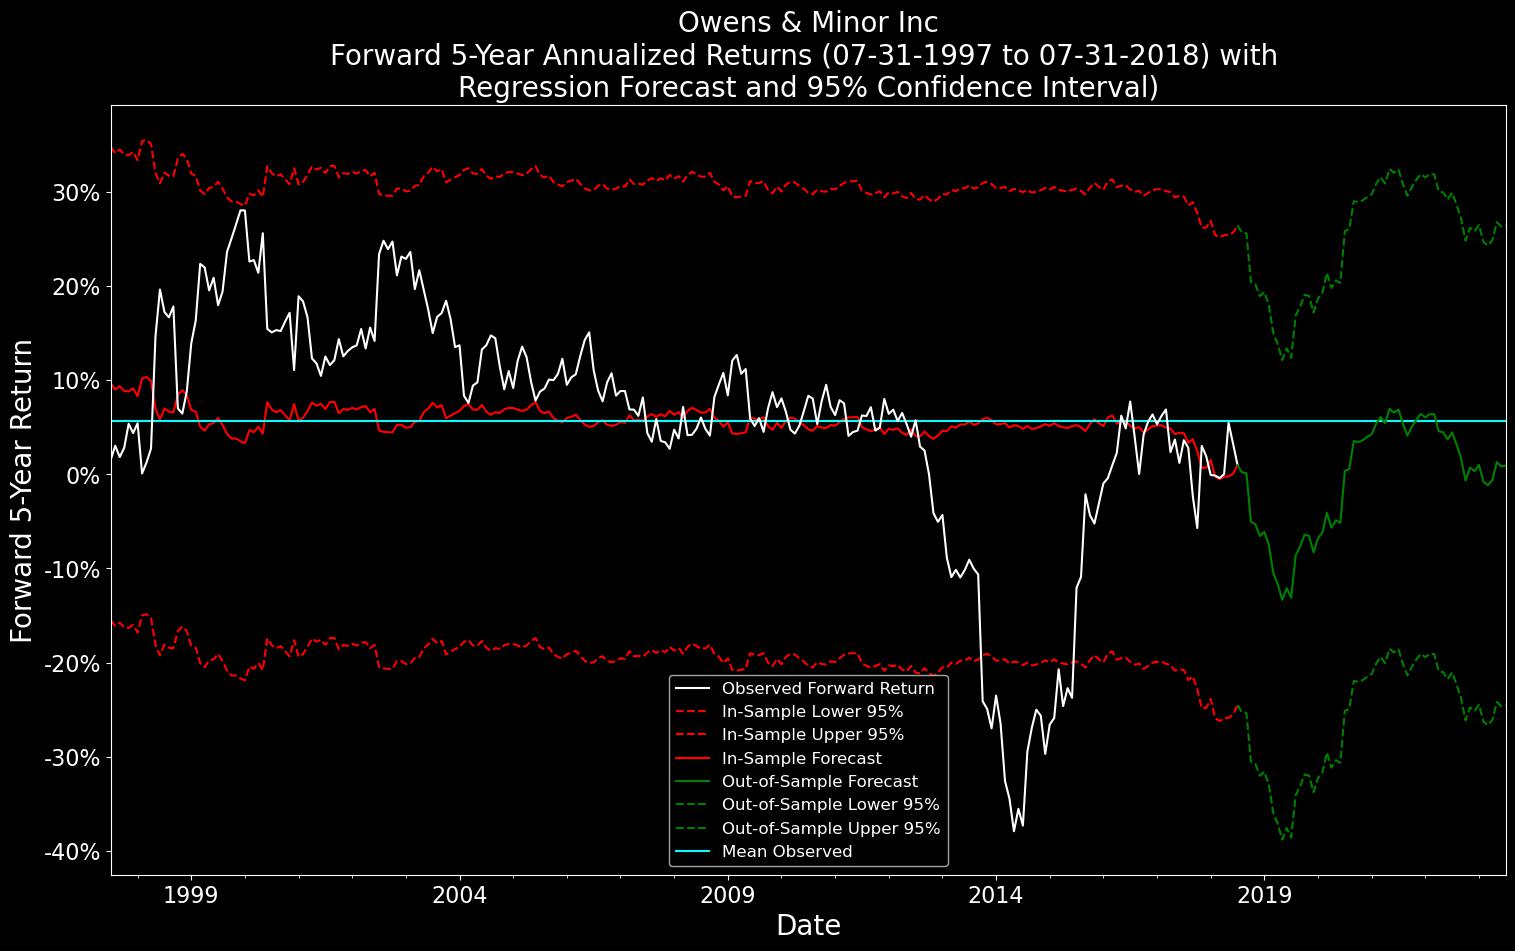 Owens & Minor Inc
Forward 5-Year Annualized Returns (07-31-1997 to 07-31-2018) with
Regression Forecast and 95% Confidence Interval)
Forward 5-Year Return
30%
20%
10%
0%
-10%
-20%
-30%
-40%
Observed Forward Return
In-Sample Lower 95%
In-Sample Upper 95%
In-Sample Forecast
Out-of-Sample Forecast
Out-of-Sample Lower 95%
Out-of-Sample Upper 95%
Mean Observed
1999
2004
2009
2014
2019
Date